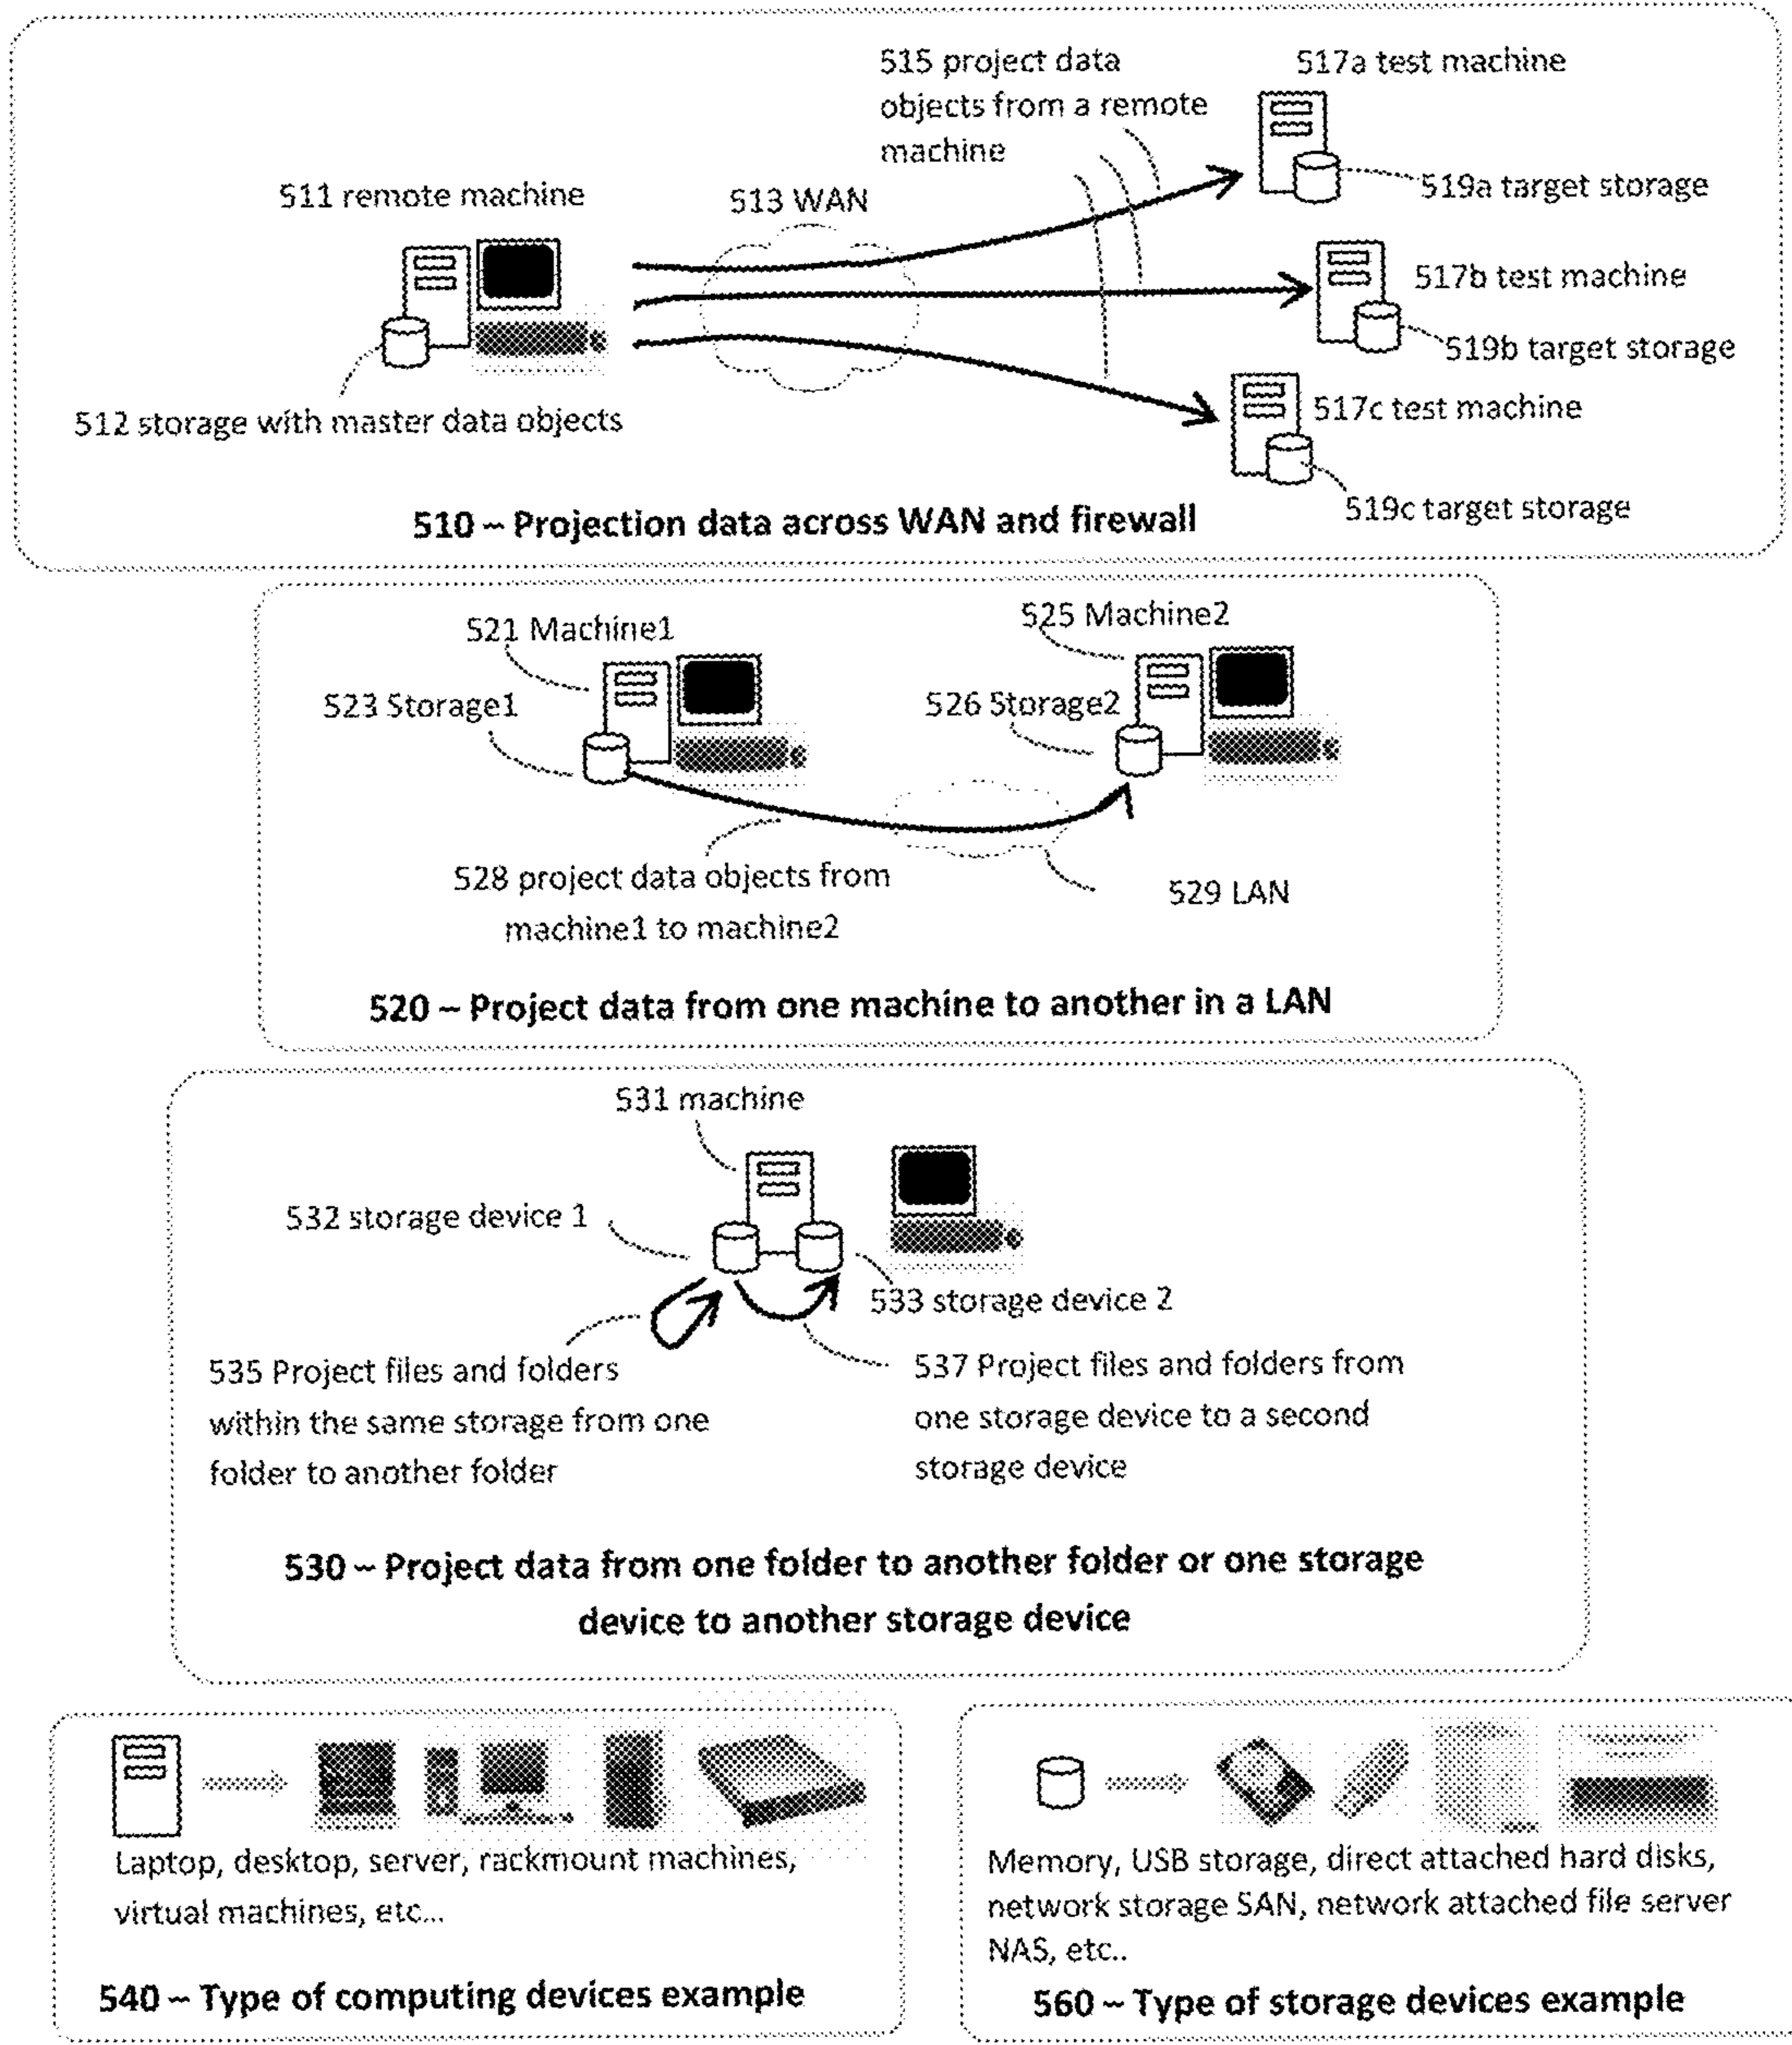 515 project data
objects from a remote
machine
517a test machine
519a target storage
511 remote machine
513 WAN
517b test machine
519b target storage
512 storage with master data objects
517c test machine
519c target storage
510 -- Projection data across WAN and firewall
521 Machine1
525 Machine2
523 Storage1
526 Storage2
528 project data objects from
machine1 to machine2
529 LAN
520 -- Project data from one machine to another in a LAN
531 machine
532 storage device 1
533 storage device 2
535 Project files and folders
within the same storage from one
folder to another folder
537 Project files and folders from
one storage device to a second
storage device
530 -- Project data from one folder to another folder or one storage
device to another storage device
Laptop, desktop, server, rackmount machines,
virtual machines, etc...
540 -- Type of computing devices example
Memory, USB storage, direct attached hard disks,
network storage SAN, network attached file server
NAS, etc..
560 -- Type of storage devices example